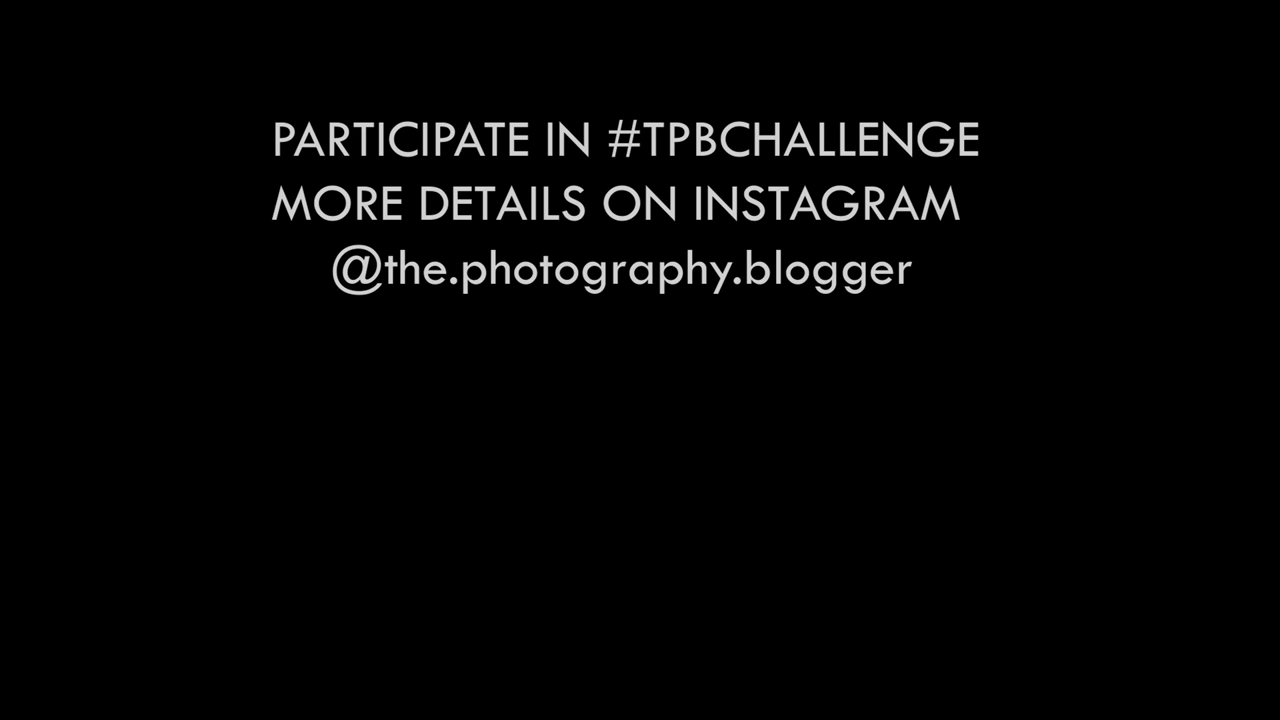 PARTICIPATE IN #TPBCHALLENGE
MORE DETAILS ON INSTAGRAM
@the.photography.blogger